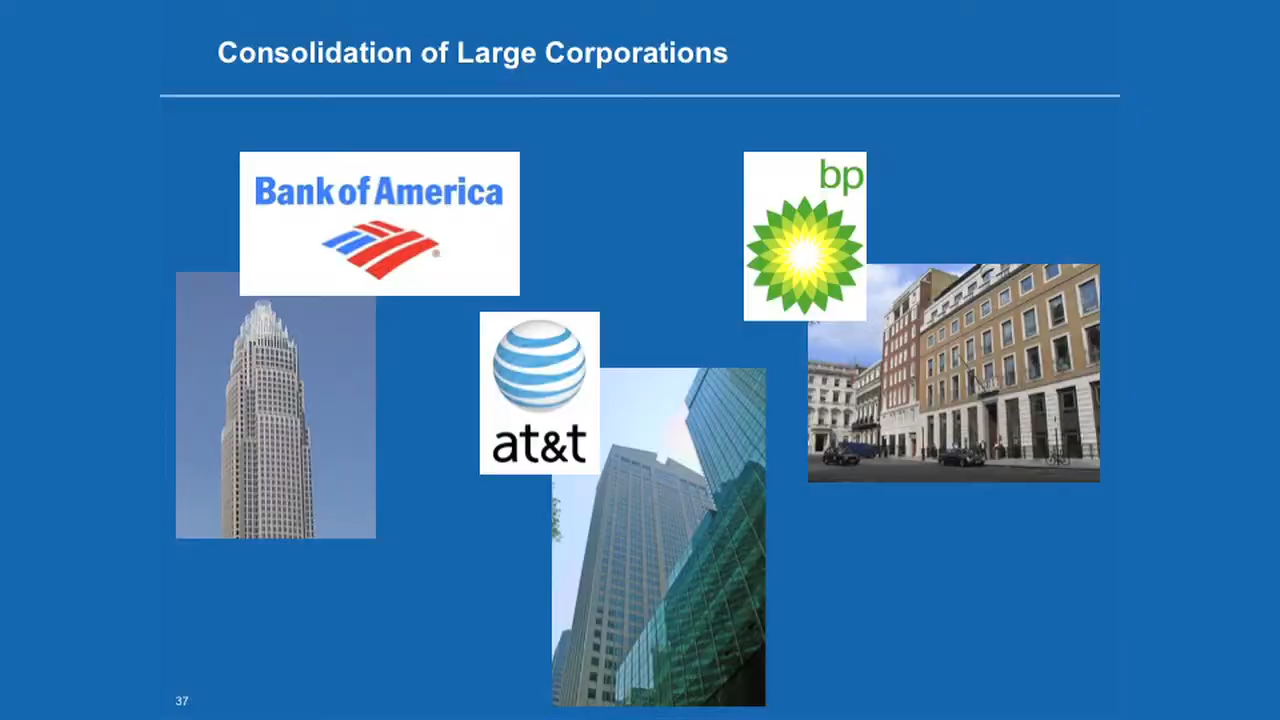 Consolidation of Large Corporations
Bank of America
®
bp
at&t
37